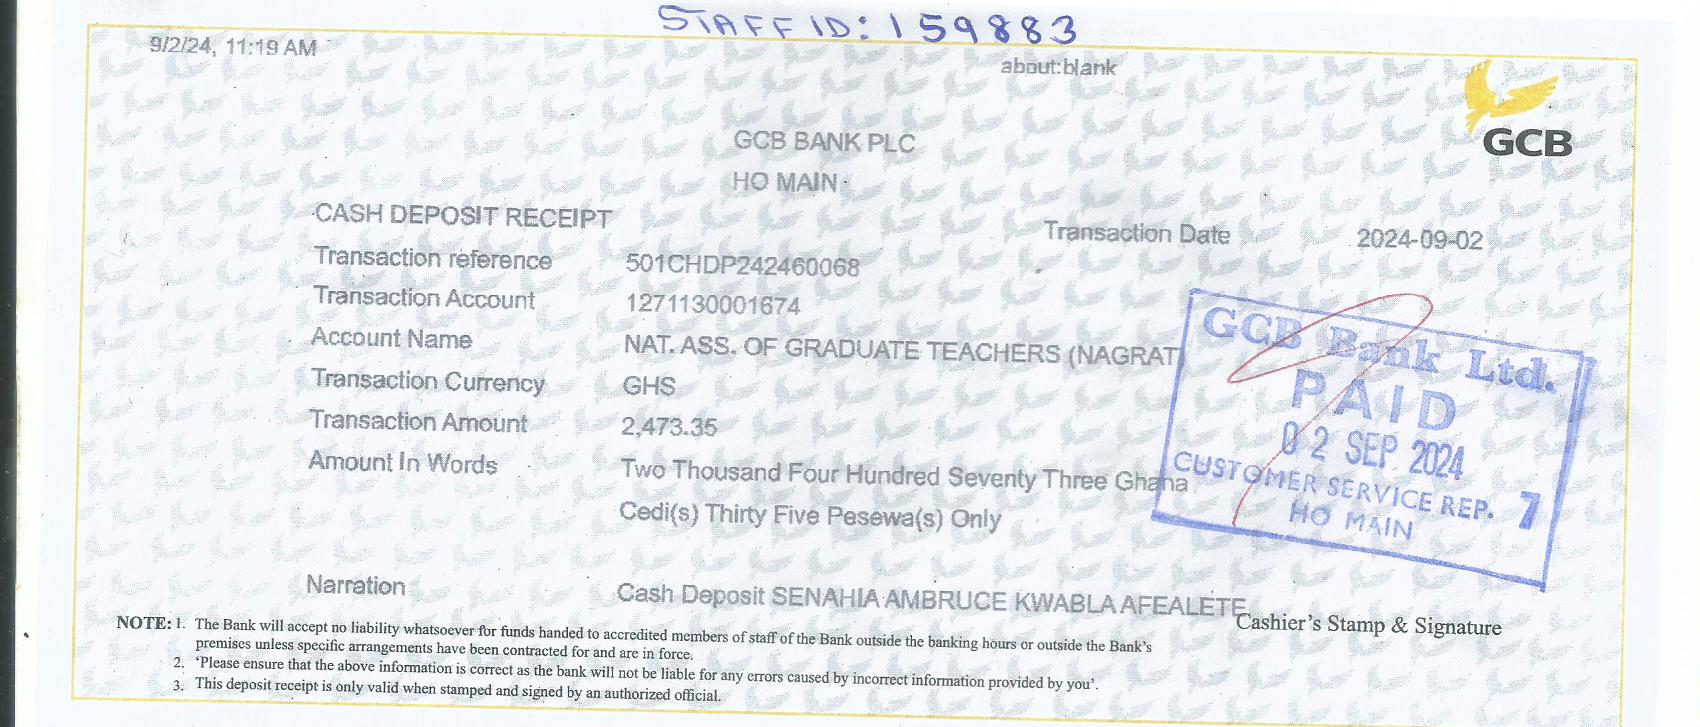 STAFF ID: 159883
9/2/24, 11:19 AM
about:blank
GCB
GCB BANK PLC
HO MAIN
CASH DEPOSIT RECEIPT
Transaction Date 2024-09-02
Transaction reference 501CHDP242460068
Transaction Account 1271130001674
Account Name NAT. ASS. OF GRADUATE TEACHERS (NAGRAT
Transaction Currency GHS
Transaction Amount 2,473.35
Amount In Words Two Thousand Four Hundred Seventy Three Ghana
Cedi(s) Thirty Five Pesewa(s) Only
GCB Bank Ltd.
PAID
02 SEP 2024
CUSTOMER SERVICE REP. 7
HO MAIN
Narration Cash Deposit SENAHIA AMBRUCE KWABLA AFEALETE
Cashier's Stamp & Signature
NOTE: 1. The Bank will accept no liability whatsoever for funds handed to accredited members of staff of the Bank outside the banking hours or outside the Bank's
premises unless specific arrangements have been contracted for and are in force.
2. 'Please ensure that the above information is correct as the bank will not be liable for any errors caused by incorrect information provided by you'.
3. This deposit receipt is only valid when stamped and signed by an authorized official.